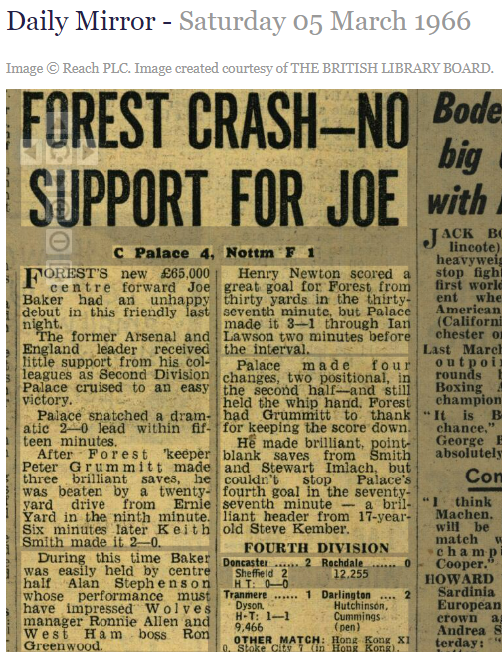 Daily Mirror - Saturday 05 March 1966
Image © Reach PLC. Image created courtesy of THE BRITISH LIBRARY BOARD.
FOREST CRASH—NO
SUPPORT FOR JOE
C Palace 4, Nottm F 1
FOREST'S new £65,000
centre forward Joe
Baker had an unhappy
debut in this friendly last
night.
The former Arsenal and
England leader received
little support from his col-
leagues as Second Division
Palace cruised to an easy
victory.
Palace snatched a dram-
atic 2—0 lead within fif-
teen minutes.
After Forest 'keeper
Peter Grummitt made
three brilliant saves, he
was beaten by a twenty-
yard drive from Ernie
Yard in the ninth minute.
Six minutes later Keith
Smith made it 2—0.
During this time Baker
was easily held by centre
half Alan Stephenson
whose performance must
have impressed Wolves
manager Ronnie Allen and
West Ham boss Ron
Greenwood.
Henry Newton scored a
great goal for Forest from
thirty yards in the thirty-
seventh minute, but Palace
made it 3—1 through Ian
Lawson two minutes before
the interval.
Palace made four
changes, two positional, in
the second half—and still
held the whip hand. Forest
had Grummitt to thank
for keeping the score down.
He made brilliant, point-
blank saves from Smith
and Stewart Imlach, but
couldn't stop Palace's
fourth goal in the seventy-
seventh minute — a bril-
liant header from 17-year-
old Steve Kember.
FOURTH DIVISION
Doncaster ...... 2 Rochdale ...... 0
Sheffield 2 12,255
H T: 0—0
Tranmere ...... 1 Darlington .... 2
Dyson, Hutchinson,
H-T: 1—1 Cummings
9,466 (pen)
OTHER MATCH: Hong Kong XI
0, Stoke City 7 (in Hong Kong).
big
with
JACK
lincote)
heavyweig
stop figh
first world
ent
American
(Californi
chester
Last March
outpoi
rounds
Boxing
champion
"It is
chance,"
George
absolutely
Con
"I think
Machen.
will be
match
champi
Cooper."
HOWARD
Sardinia
European
crown
Andrea
terday: